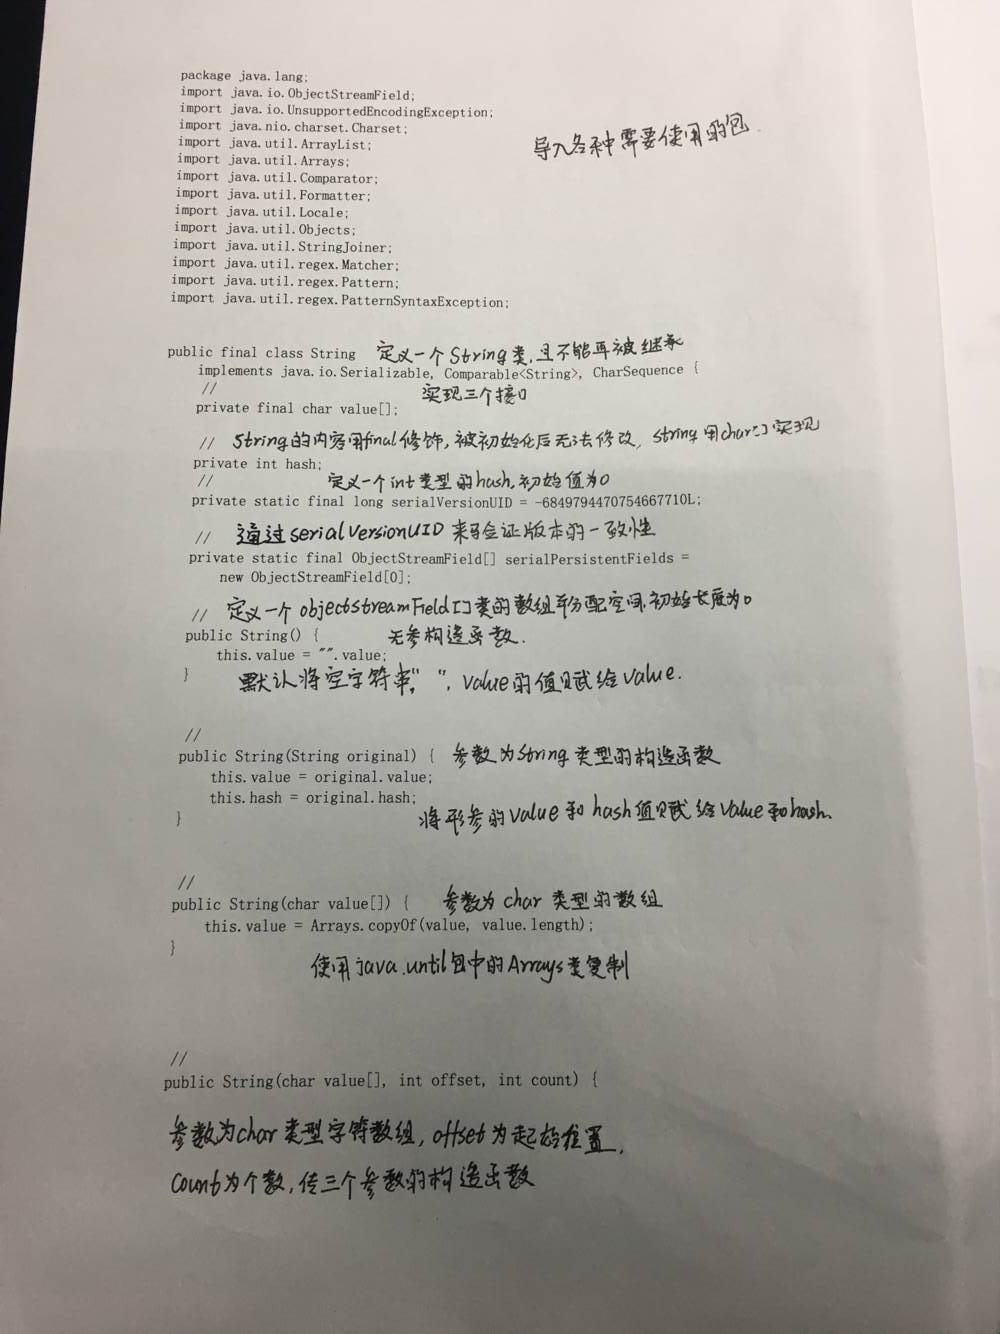 package java.lang;
import java.io.ObjectStreamField;
import java.io.UnsupportedEncodingException;
import java.nio.charset.Charset;
import java.util.ArrayList;
导入各种需要使用的包.
import java.util.Arrays;
import java.util.Comparator;
import java.util.Formatter;
import java.util.Locale;
import java.util.Objects;
import java.util.StringJoiner;
import java.util.regex.Matcher;
import java.util.regex.Pattern;
import java.util.regex.PatternSyntaxException;
public final class String 定义一个String类,且不能再被继承
implements java.io.Serializable, Comparable<String>, CharSequence {
// 实现三个接口
private final char value[];
// String的内容用final修饰,被初始化后无法修改, string用char[]实现
private int hash;
// 定义一个int类型的hash,初始值为0
private static final long serialVersionUID = -6849794470754667710L;
// 通过serialVersionUID来验证版本的一致性
private static final ObjectStreamField[] serialPersistentFields =
new ObjectStreamField[0];
// 定义一个objectstreamField[]类的数组并分配空间,初始长度为0
public String() { 无参构造函数.
this.value = "".value;
} 默认将空字符串" ", value的值赋给value.
//
public String(String original) { 参数为String类型的构造函数
this.value = original.value;
this.hash = original.hash;
} 将形参的value和hash值赋给value和hash.
//
public String(char value[]) { 参数为char类型的数组
this.value = Arrays.copyOf(value, value.length);
}
使用java.until包中的Arrays类复制
//
public String(char value[], int offset, int count) {
参数为char类型字符数组,offset为起始位置,
count为个数,传三个参数的构造函数